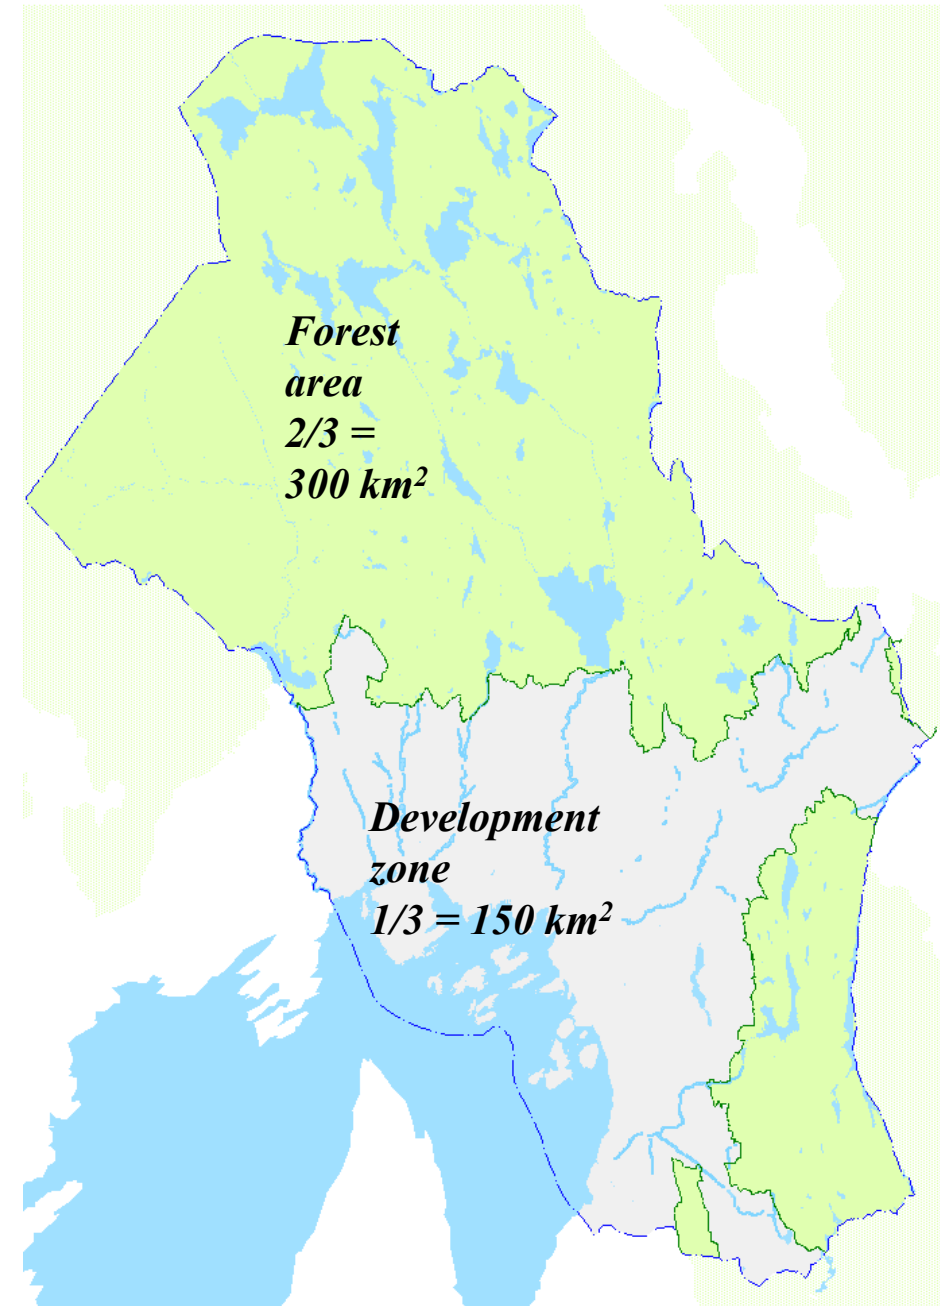 Forest
area
2/3 =
300 km²
Development
zone
1/3 = 150 km²